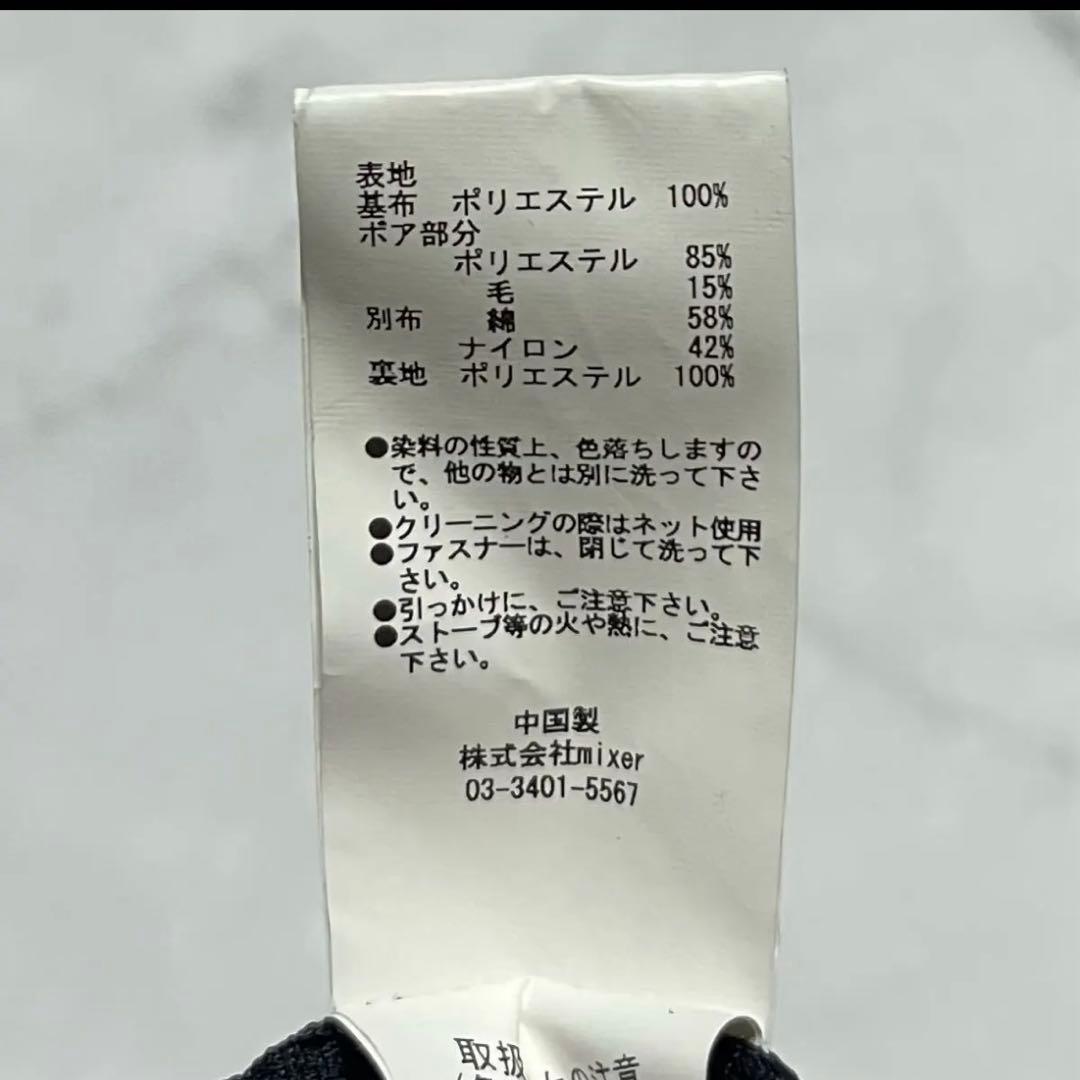 表地
基布 ポリエステル 100%
ボア部分
ポリエステル 85%
毛 15%
別布 綿 58%
ナイロン 42%
裏地 ポリエステル 100%
●染料の性質上、色落ちしますの
で、他の物とは別に洗って下さ
い。
●クリーニングの際はネット使用
●ファスナーは、閉じて洗って下
さい。
●引っかけに、ご注意下さい。
●ストーブ等の火や熱に、ご注意
下さい。
中国製
株式会社mixer
03-3401-5567
取扱
の注意